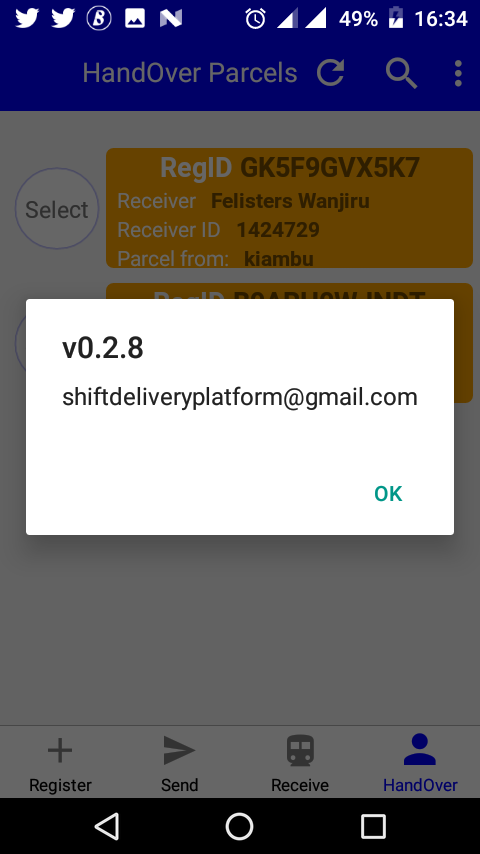 49% 16:34
HandOver Parcels
RegID GK5F9GVX5K7
Select
Receiver Felisters Wanjiru
Receiver ID 1424729
Parcel from: kiambu
RegID
v0.2.8
shiftdeliveryplatform@gmail.com
OK
Register Send Receive HandOver